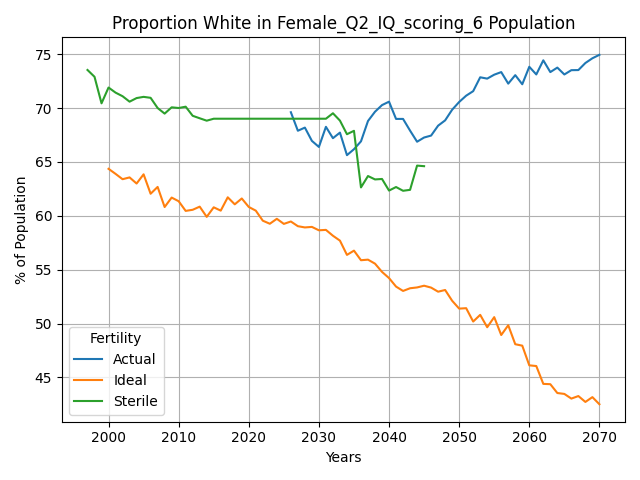 Proportion White in Female_Q2_IQ_scoring_6 Population
% of Population
75
70
65
60
55
50
45
Fertility
Actual
Ideal
Sterile
2000 2010 2020 2030 2040 2050 2060 2070
Years